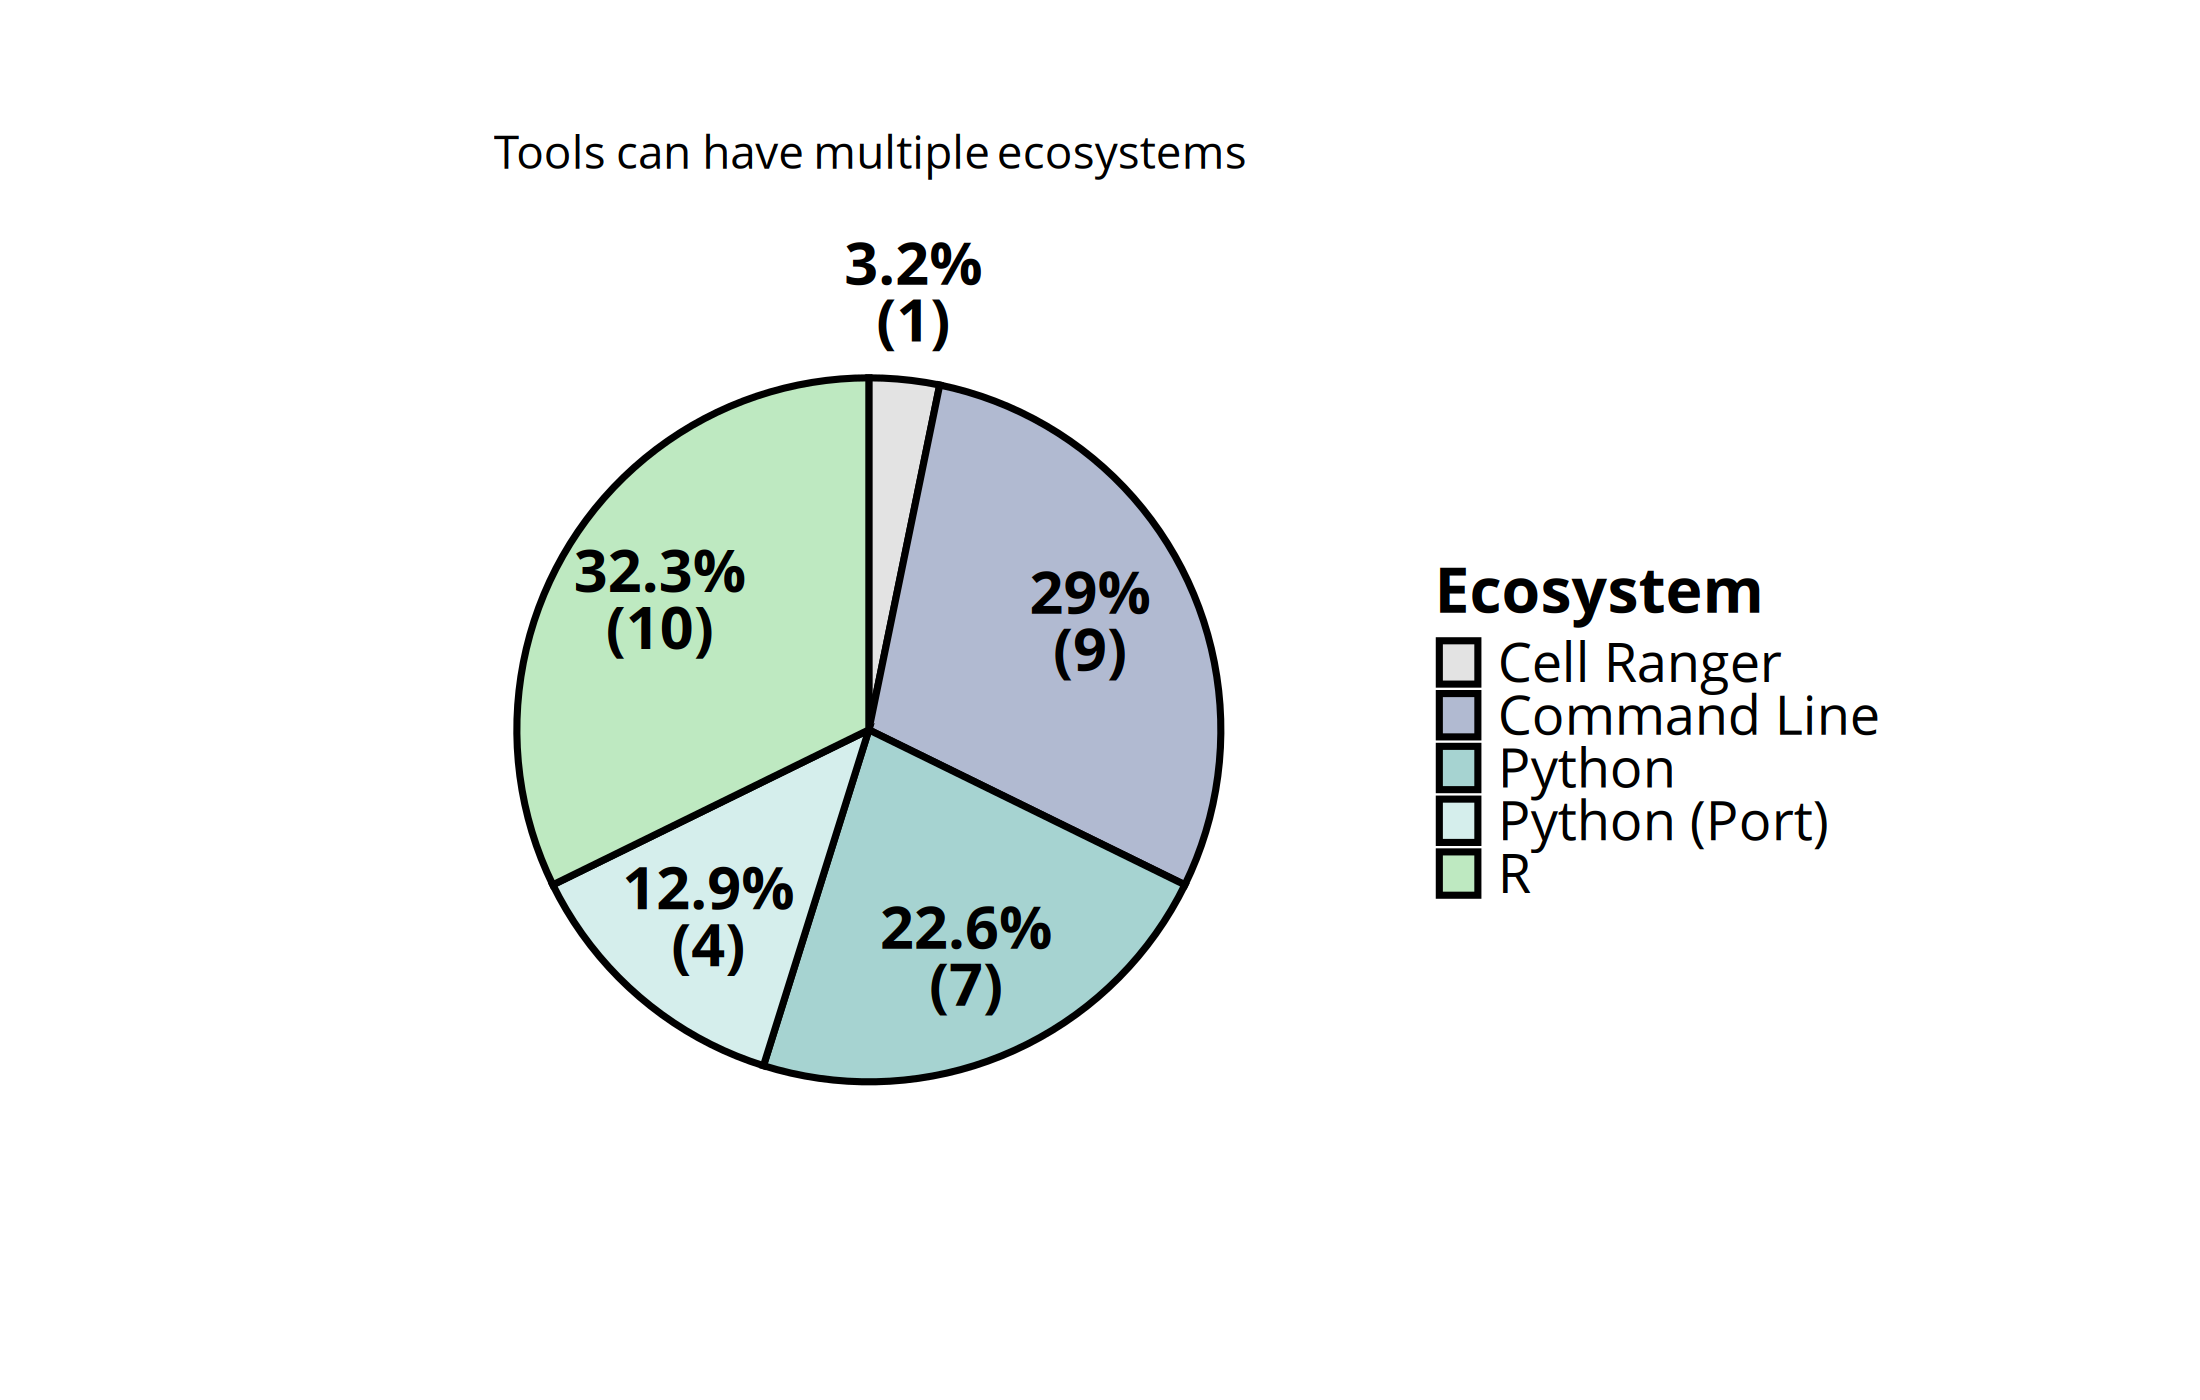 Tools can have multiple ecosystems
3.2%
(1)
32.3%
(10)
29%
(9)
12.9%
(4)
22.6%
(7)
Ecosystem
Cell Ranger
Command Line
Python
Python (Port)
R